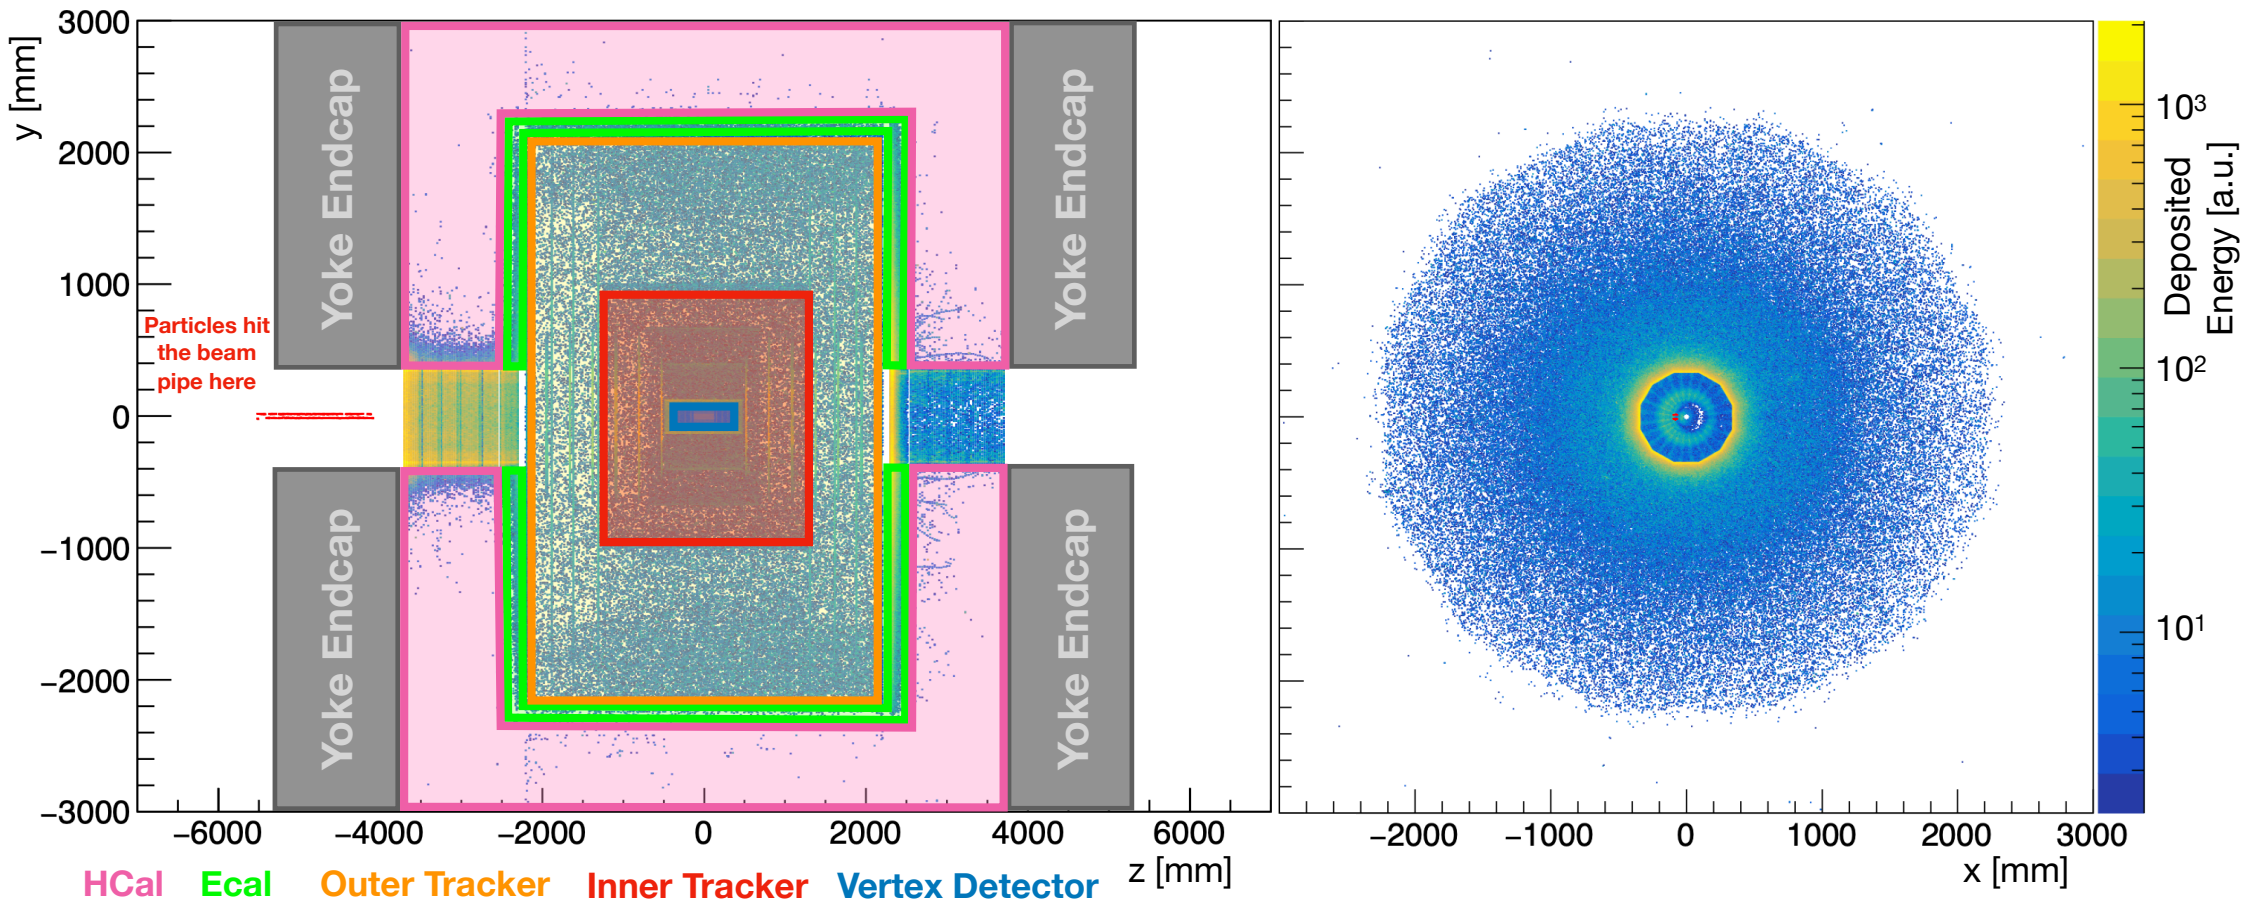 3000
2000
1000
0
−1000
−2000
−3000
y [mm]
Yoke Endcap
Yoke Endcap
Yoke Endcap
Yoke Endcap
Particles hit
the beam
pipe here
−6000 −4000 −2000 0 2000 4000 6000
z [mm]
HCal Ecal Outer Tracker Inner Tracker Vertex Detector
−2000 −1000 0 1000 2000 3000
x [mm]
10³
10²
10¹
Deposited
Energy [a.u.]